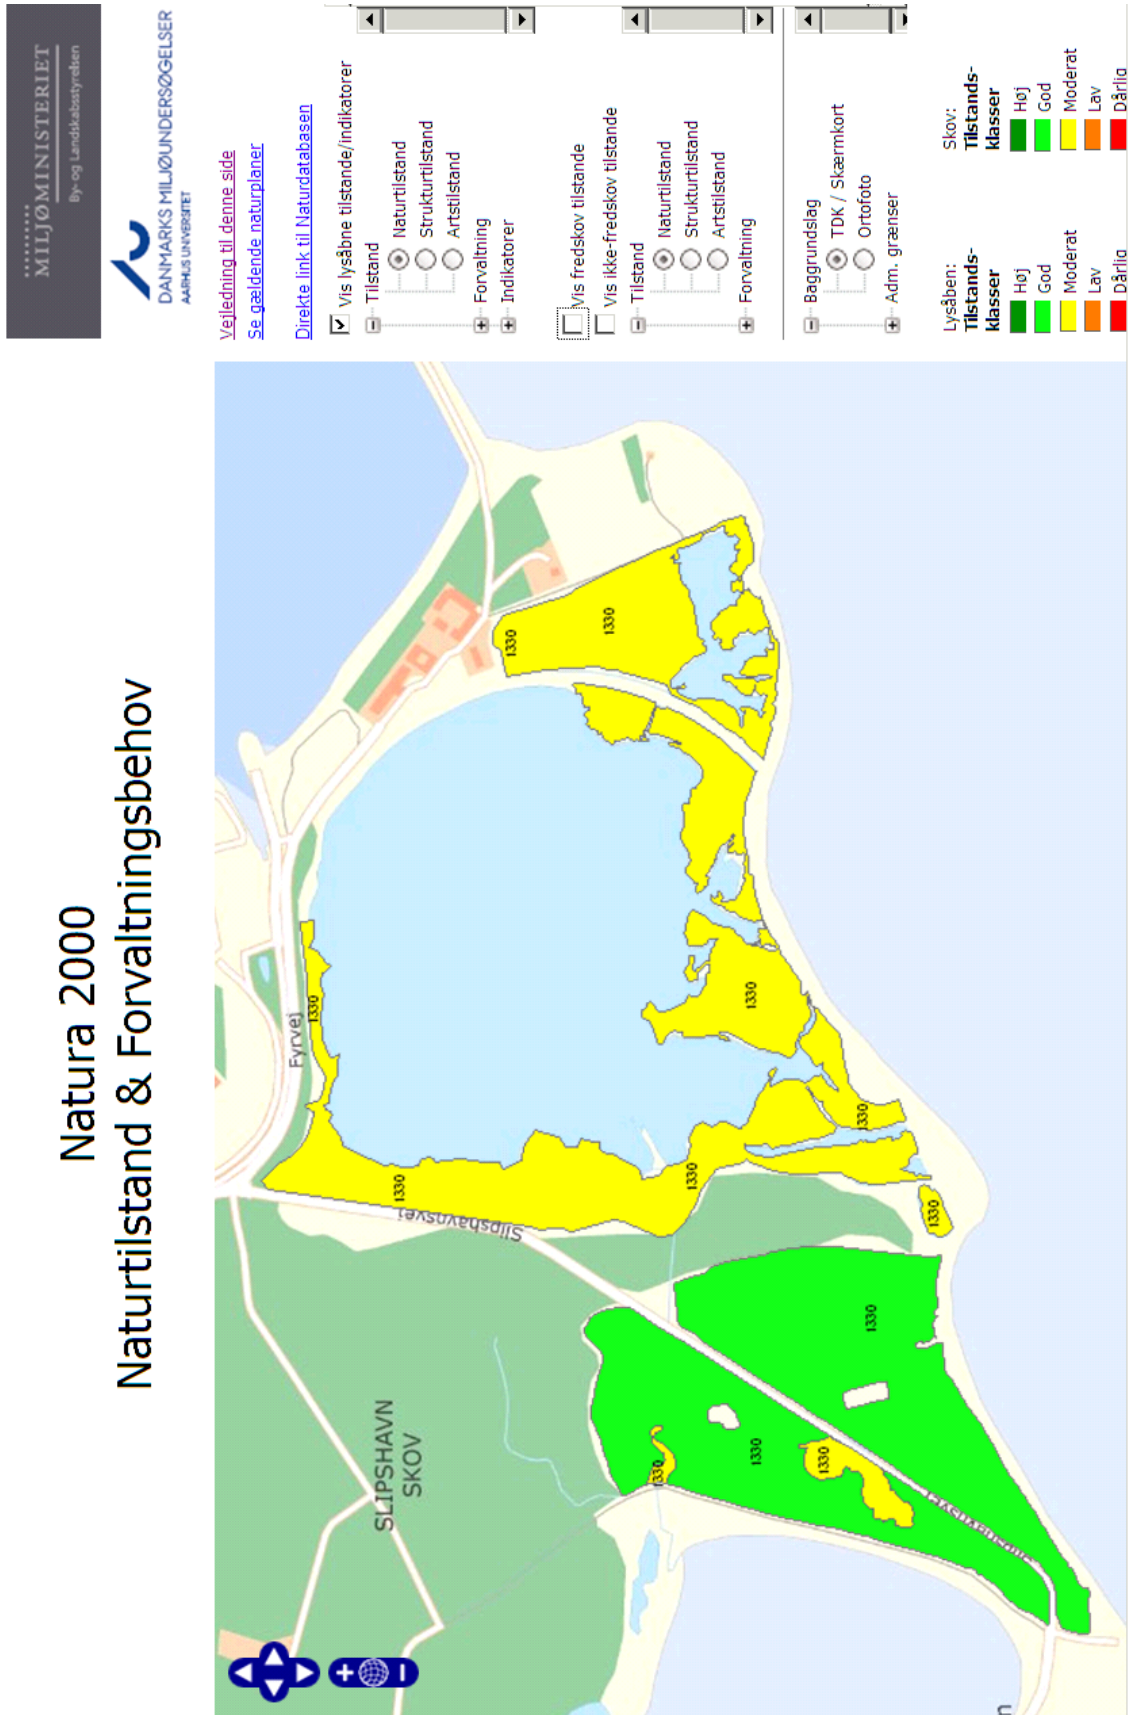 Natura 2000
Naturtilstand & Forvaltningsbehov
MILJØMINISTERIET
By- og Landskabsstyrelsen
DANMARKS MILJØUNDERSØGELSER
AARHUS UNIVERSITET
Vejledning til denne side
Se gældende naturplaner
Direkte link til Naturdatabasen
Vis lysåbne tilstande/indikatorer
Tilstand
Naturtilstand
Strukturtilstand
Artstilstand
Forvaltning
Indikatorer
Vis fredskov tilstande
Vis ikke-fredskov tilstande
Tilstand
Naturtilstand
Strukturtilstand
Artstilstand
Forvaltning
Baggrundslag
TDK / Skærmkort
Ortofoto
Adm. grænser
Lysåben:
Tilstands-
klasser
Høj
God
Moderat
Lav
Dårlig
Skov:
Tilstands-
klasser
Høj
God
Moderat
Lav
Dårlig
SLIPSHAVN
SKOV
Fyrvej
Slipshavnsvej
1330
1330
1330
1330
1330
1330
1330
1330
1330
1330
1330
1330